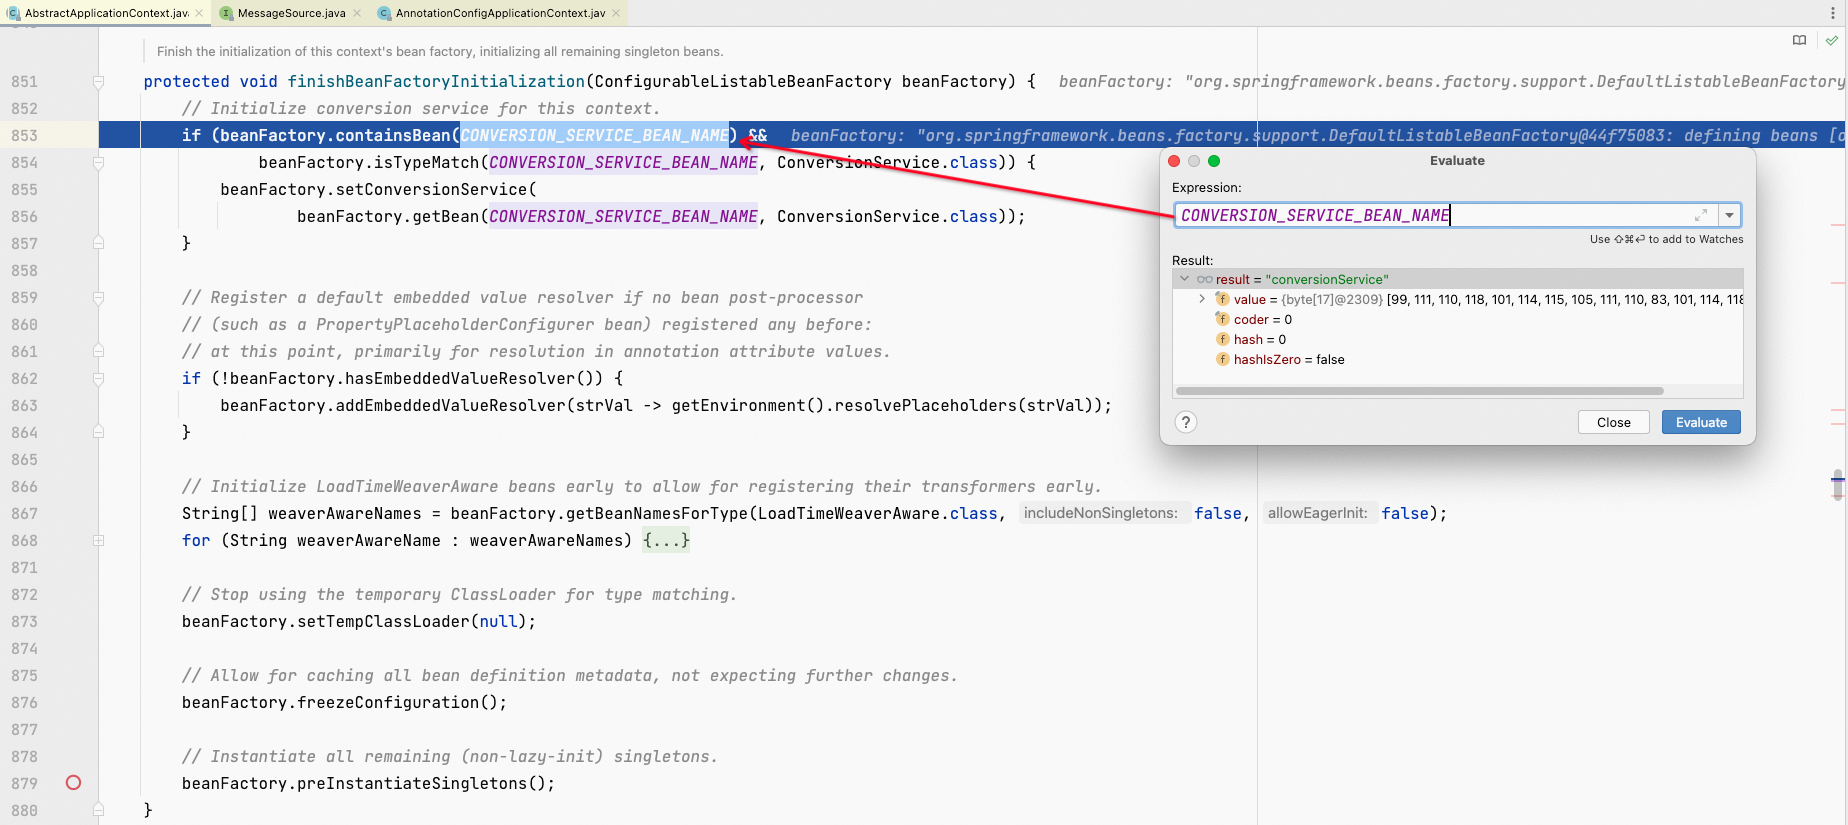 AbstractApplicationContext.java
MessageSource.java
AnnotationConfigApplicationContext.jav
Finish the initialization of this context's bean factory, initializing all remaining singleton beans.
851 protected void finishBeanFactoryInitialization(ConfigurableListableBeanFactory beanFactory) { beanFactory: "org.springframework.beans.factory.support.DefaultListableBeanFactory
852 // Initialize conversion service for this context.
853 if (beanFactory.containsBean(CONVERSION_SERVICE_BEAN_NAME) && beanFactory: "org.springframework.beans.factory.support.DefaultListableBeanFactory@44f75083: defining beans [o
854 beanFactory.isTypeMatch(CONVERSION_SERVICE_BEAN_NAME, ConversionService.class)) {
855 beanFactory.setConversionService(
856 beanFactory.getBean(CONVERSION_SERVICE_BEAN_NAME, ConversionService.class));
857 }
858
859 // Register a default embedded value resolver if no bean post-processor
860 // (such as a PropertyPlaceholderConfigurer bean) registered any before:
861 // at this point, primarily for resolution in annotation attribute values.
862 if (!beanFactory.hasEmbeddedValueResolver()) {
863 beanFactory.addEmbeddedValueResolver(strVal -> getEnvironment().resolvePlaceholders(strVal));
864 }
865
866 // Initialize LoadTimeWeaverAware beans early to allow for registering their transformers early.
867 String[] weaverAwareNames = beanFactory.getBeanNamesForType(LoadTimeWeaverAware.class, includeNonSingletons: false, allowEagerInit: false);
868 for (String weaverAwareName : weaverAwareNames) {...}
871
872 // Stop using the temporary ClassLoader for type matching.
873 beanFactory.setTempClassLoader(null);
874
875 // Allow for caching all bean definition metadata, not expecting further changes.
876 beanFactory.freezeConfiguration();
877
878 // Instantiate all remaining (non-lazy-init) singletons.
879 beanFactory.preInstantiateSingletons();
880 }
Evaluate
Expression:
CONVERSION_SERVICE_BEAN_NAME
Use ⇧⌘⏎ to add to Watches
Result:
result = "conversionService"
value = {byte[17]@2309} [99, 111, 110, 118, 101, 114, 115, 105, 111, 110, 83, 101, 114, 118
coder = 0
hash = 0
hashIsZero = false
?
Close
Evaluate